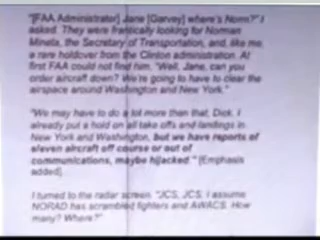 "[FAA Administrator] Jane [Garvey] where's Norm?" I
asked. They were frantically looking for Norman
Mineta, the Secretary of Transportation, and, like me,
a rare holdover from the Clinton administration. At
first FAA could not find him. "Well, Jane, can you
order aircraft down? We're going to have to clear the
airspace around Washington and New York."
"We may have to do a lot more than that, Dick. I
already put a hold on all take offs and landings in
New York and Washington, but we have reports of
eleven aircraft off course or out of
communications, maybe hijacked." [Emphasis
added]
I turned to the radar screen. "JCS, JCS. I assume
NORAD has scrambled fighters and AWACS. How
many? Where?"